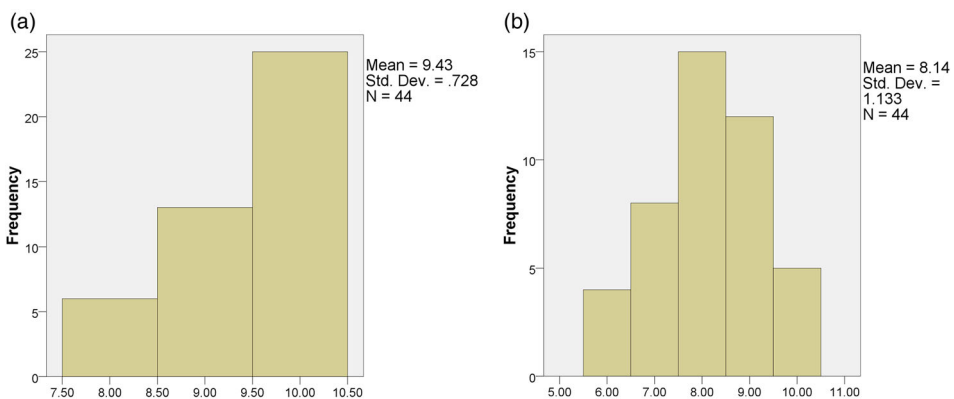 (a)
25
20
15
10
5
0
Frequency
7.50 8.00 8.50 9.00 9.50 10.00 10.50
Mean = 9.43
Std. Dev. = .728
N = 44
(b)
15
10
5
0
Frequency
5.00 6.00 7.00 8.00 9.00 10.00 11.00
Mean = 8.14
Std. Dev. =
1.133
N = 44